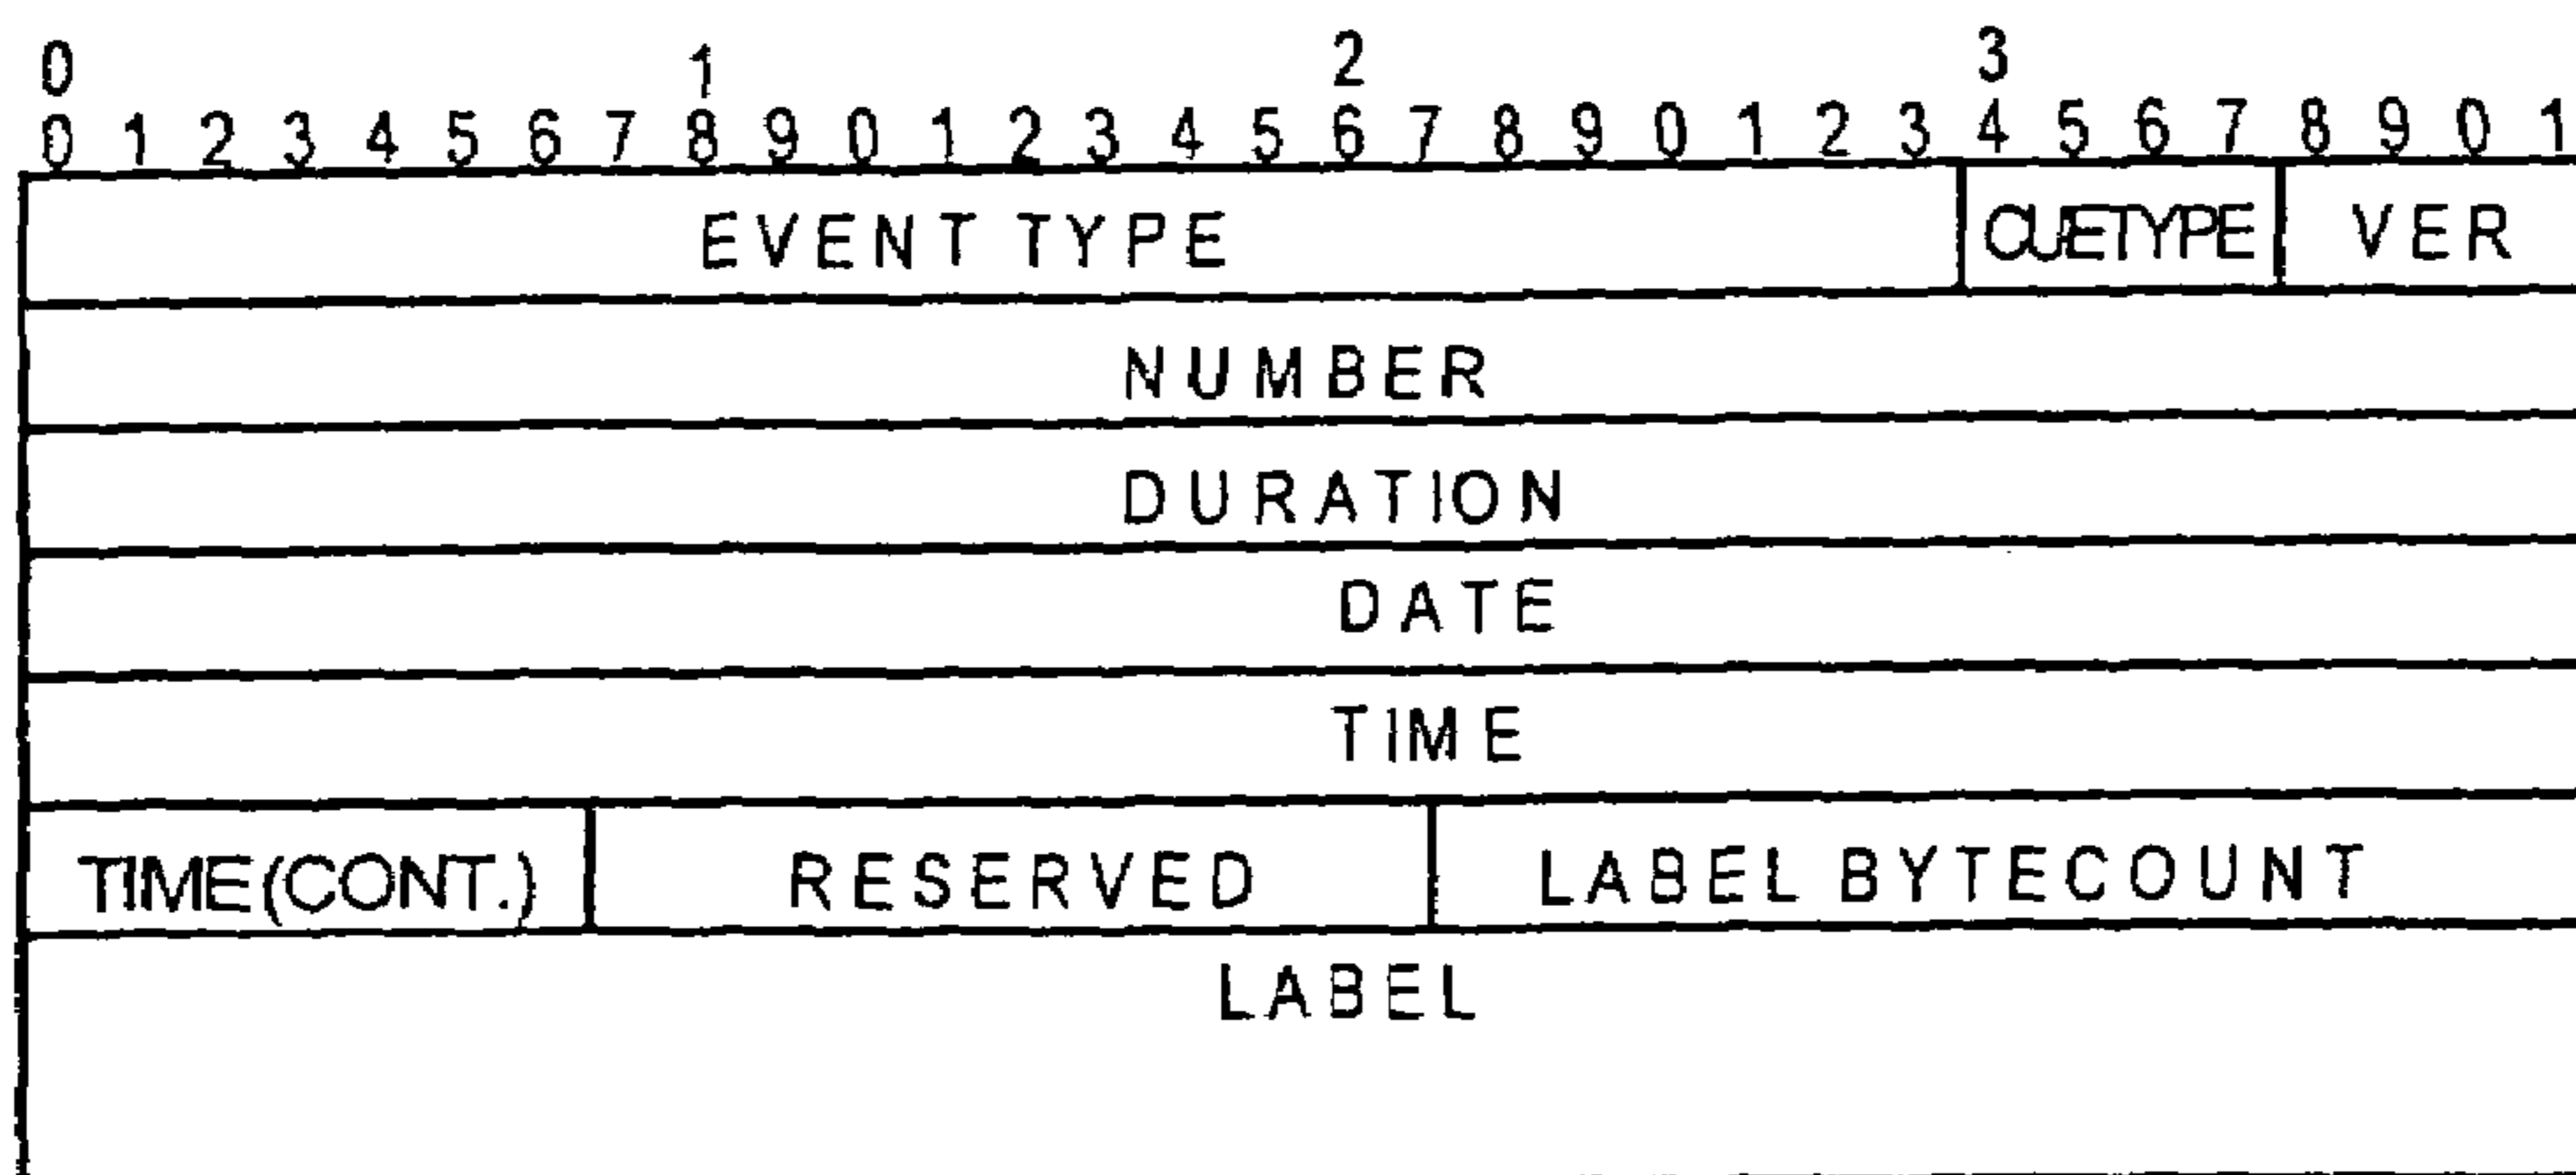 0 1 2 3
0 1 2 3 4 5 6 7 8 9 0 1 2 3 4 5 6 7 8 9 0 1 2 3 4 5 6 7 8 9 0 1
EVENT TYPE CUETYPE VER
NUMBER
DURATION
DATE
TIME
TIME(CONT.) RESERVED LABEL BYTECOUNT
LABEL